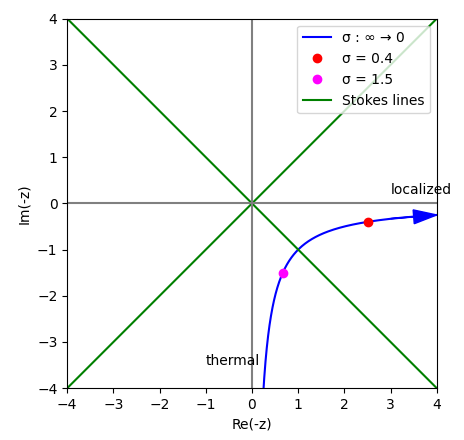 4
3
2
1
0
−1
−2
−3
−4
−4 −3 −2 −1 0 1 2 3 4
Im(-z)
Re(-z)
σ : ∞ → 0
σ = 0.4
σ = 1.5
Stokes lines
localized
thermal